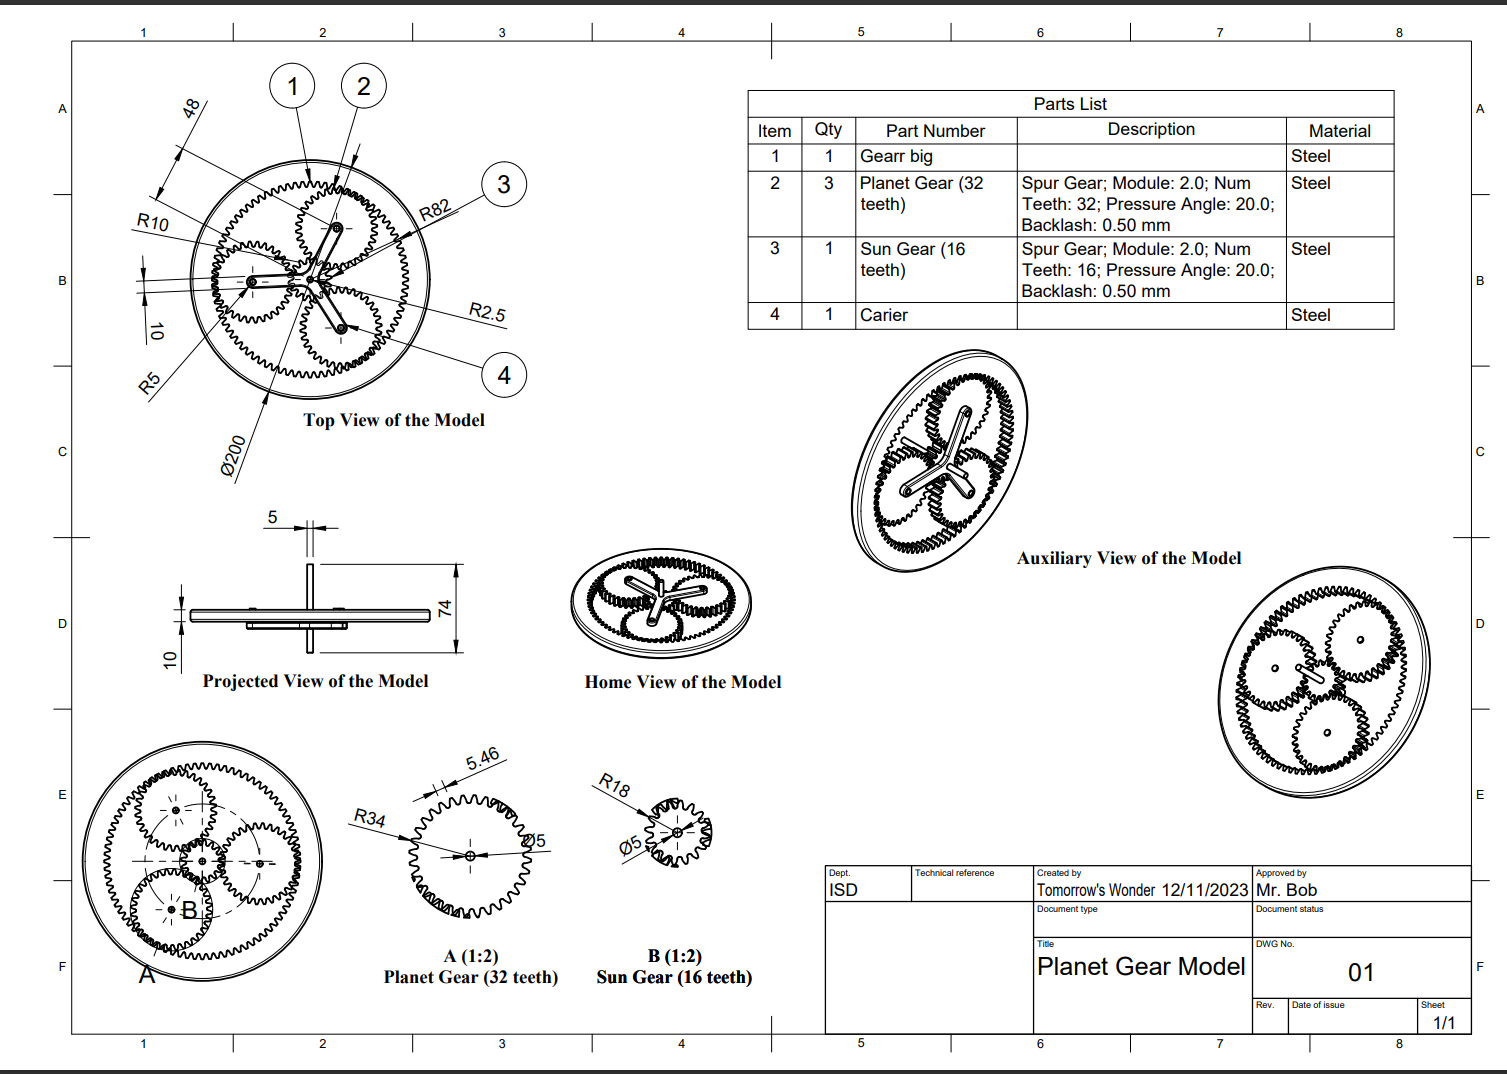 1 2 3 4 5 6 7 8
A A
B B
C C
D D
E E
F F
1 2 3 4 5 6 7 8
1 2
48
3
R82
R10
R2.5
10
R5
4
Ø200
Top View of the Model
Parts List
Item Qty Part Number Description Material
1 1 Gearr big Steel
2 3 Planet Gear (32 Spur Gear; Module: 2.0; Num Steel
teeth) Teeth: 32; Pressure Angle: 20.0;
Backlash: 0.50 mm
3 1 Sun Gear (16 Spur Gear; Module: 2.0; Num Steel
teeth) Teeth: 16; Pressure Angle: 20.0;
Backlash: 0.50 mm
4 1 Carier Steel
Auxiliary View of the Model
5
74
10
Projected View of the Model
Home View of the Model
B
A
5.46
R34
Ø5
A (1:2)
Planet Gear (32 teeth)
R18
Ø5
B (1:2)
Sun Gear (16 teeth)
Dept.
ISD
Technical reference
Created by
Tomorrow's Wonder 12/11/2023
Approved by
Mr. Bob
Document type
Document status
Title
Planet Gear Model
DWG No.
01
Rev.
Date of issue
Sheet
1/1